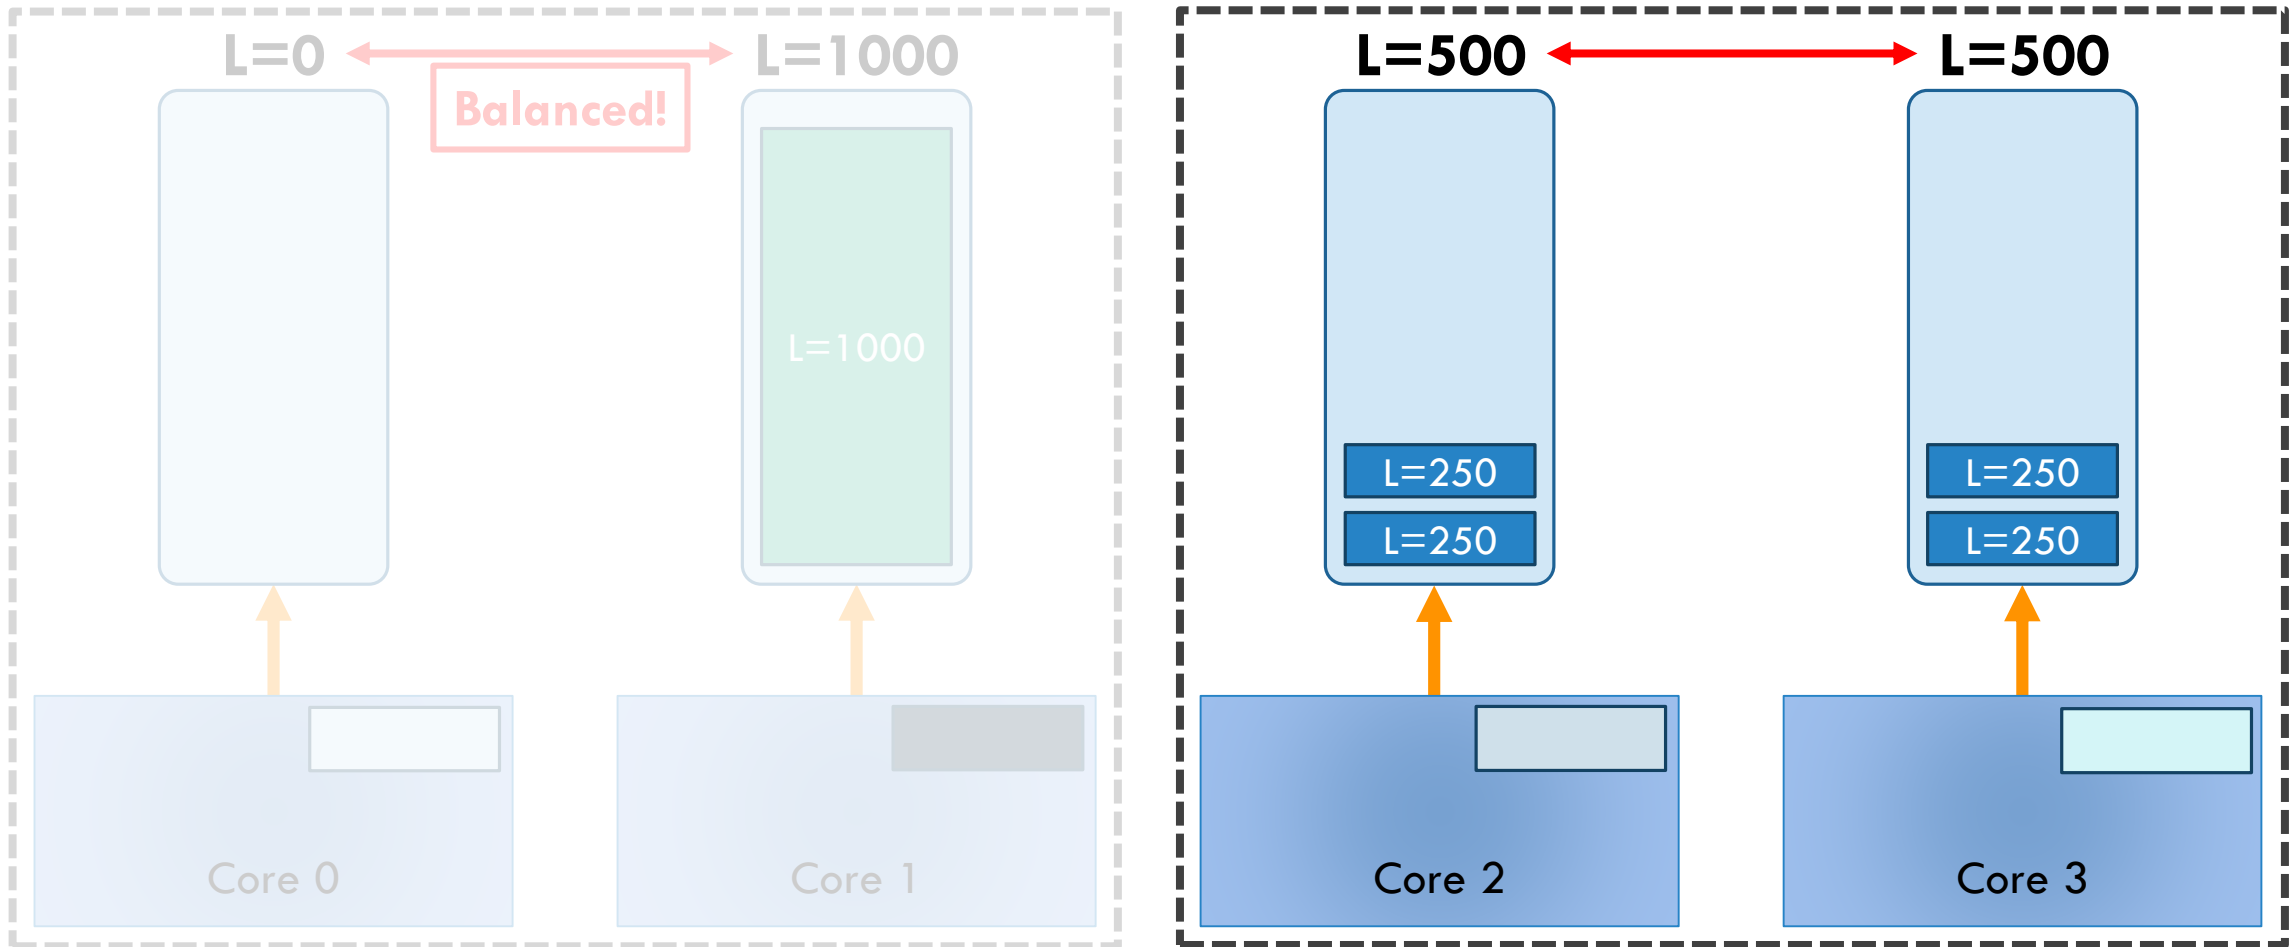 L=0
L=1000
Balanced!
L=1000
Core 0
Core 1
L=500
L=500
L=250
L=250
L=250
L=250
Core 2
Core 3